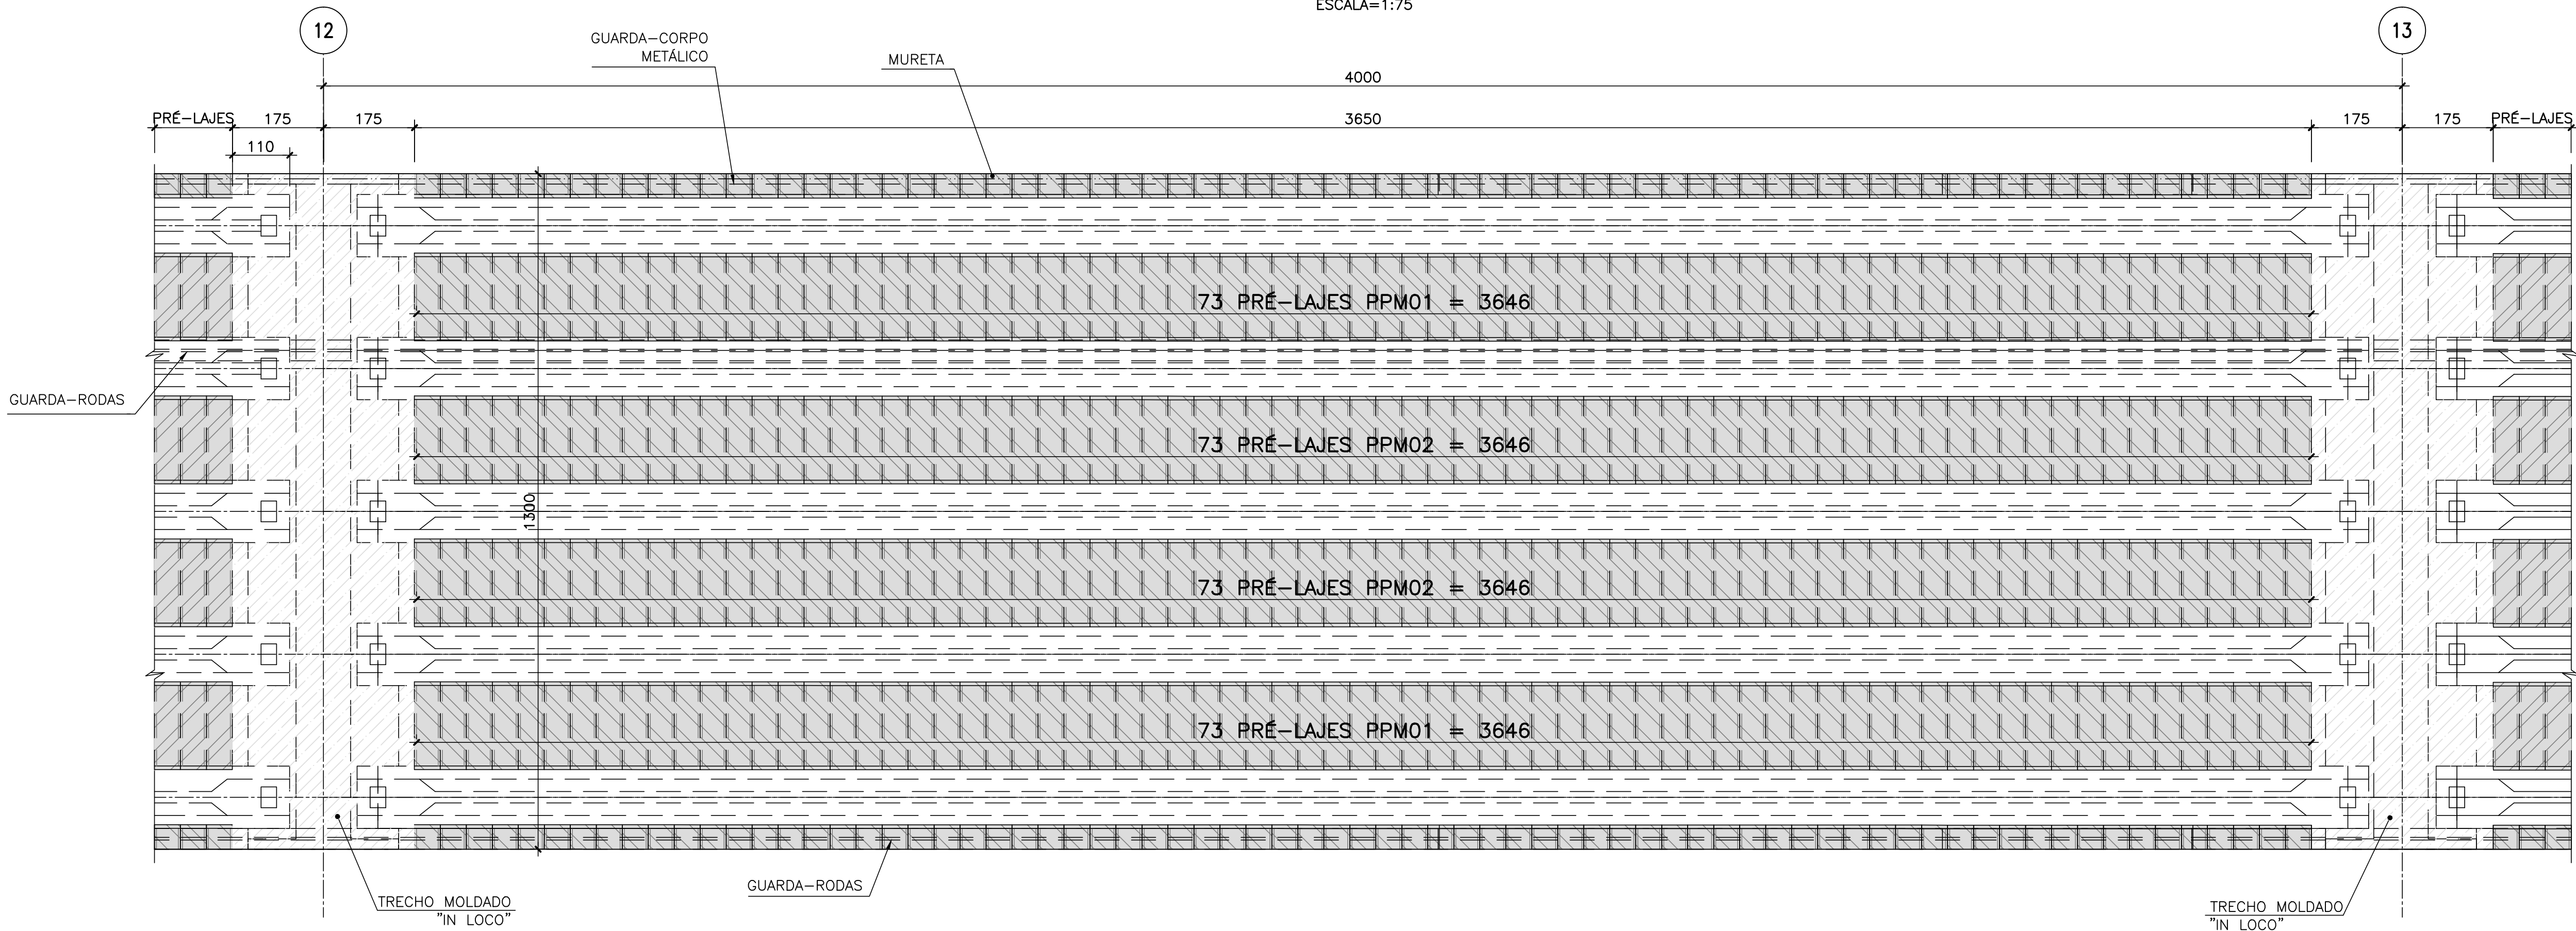 ESCALA=1:75
12
13
GUARDA-CORPO
METÁLICO
MURETA
4000
PRÉ-LAJES
175
175
3650
175
175
PRÉ-LAJES
110
73 PRÉ-LAJES PPM01 = 3646
GUARDA-RODAS
73 PRÉ-LAJES PPM02 = 3646
1300
73 PRÉ-LAJES PPM02 = 3646
73 PRÉ-LAJES PPM01 = 3646
GUARDA-RODAS
TRECHO MOLDADO
"IN LOCO"
TRECHO MOLDADO
"IN LOCO"